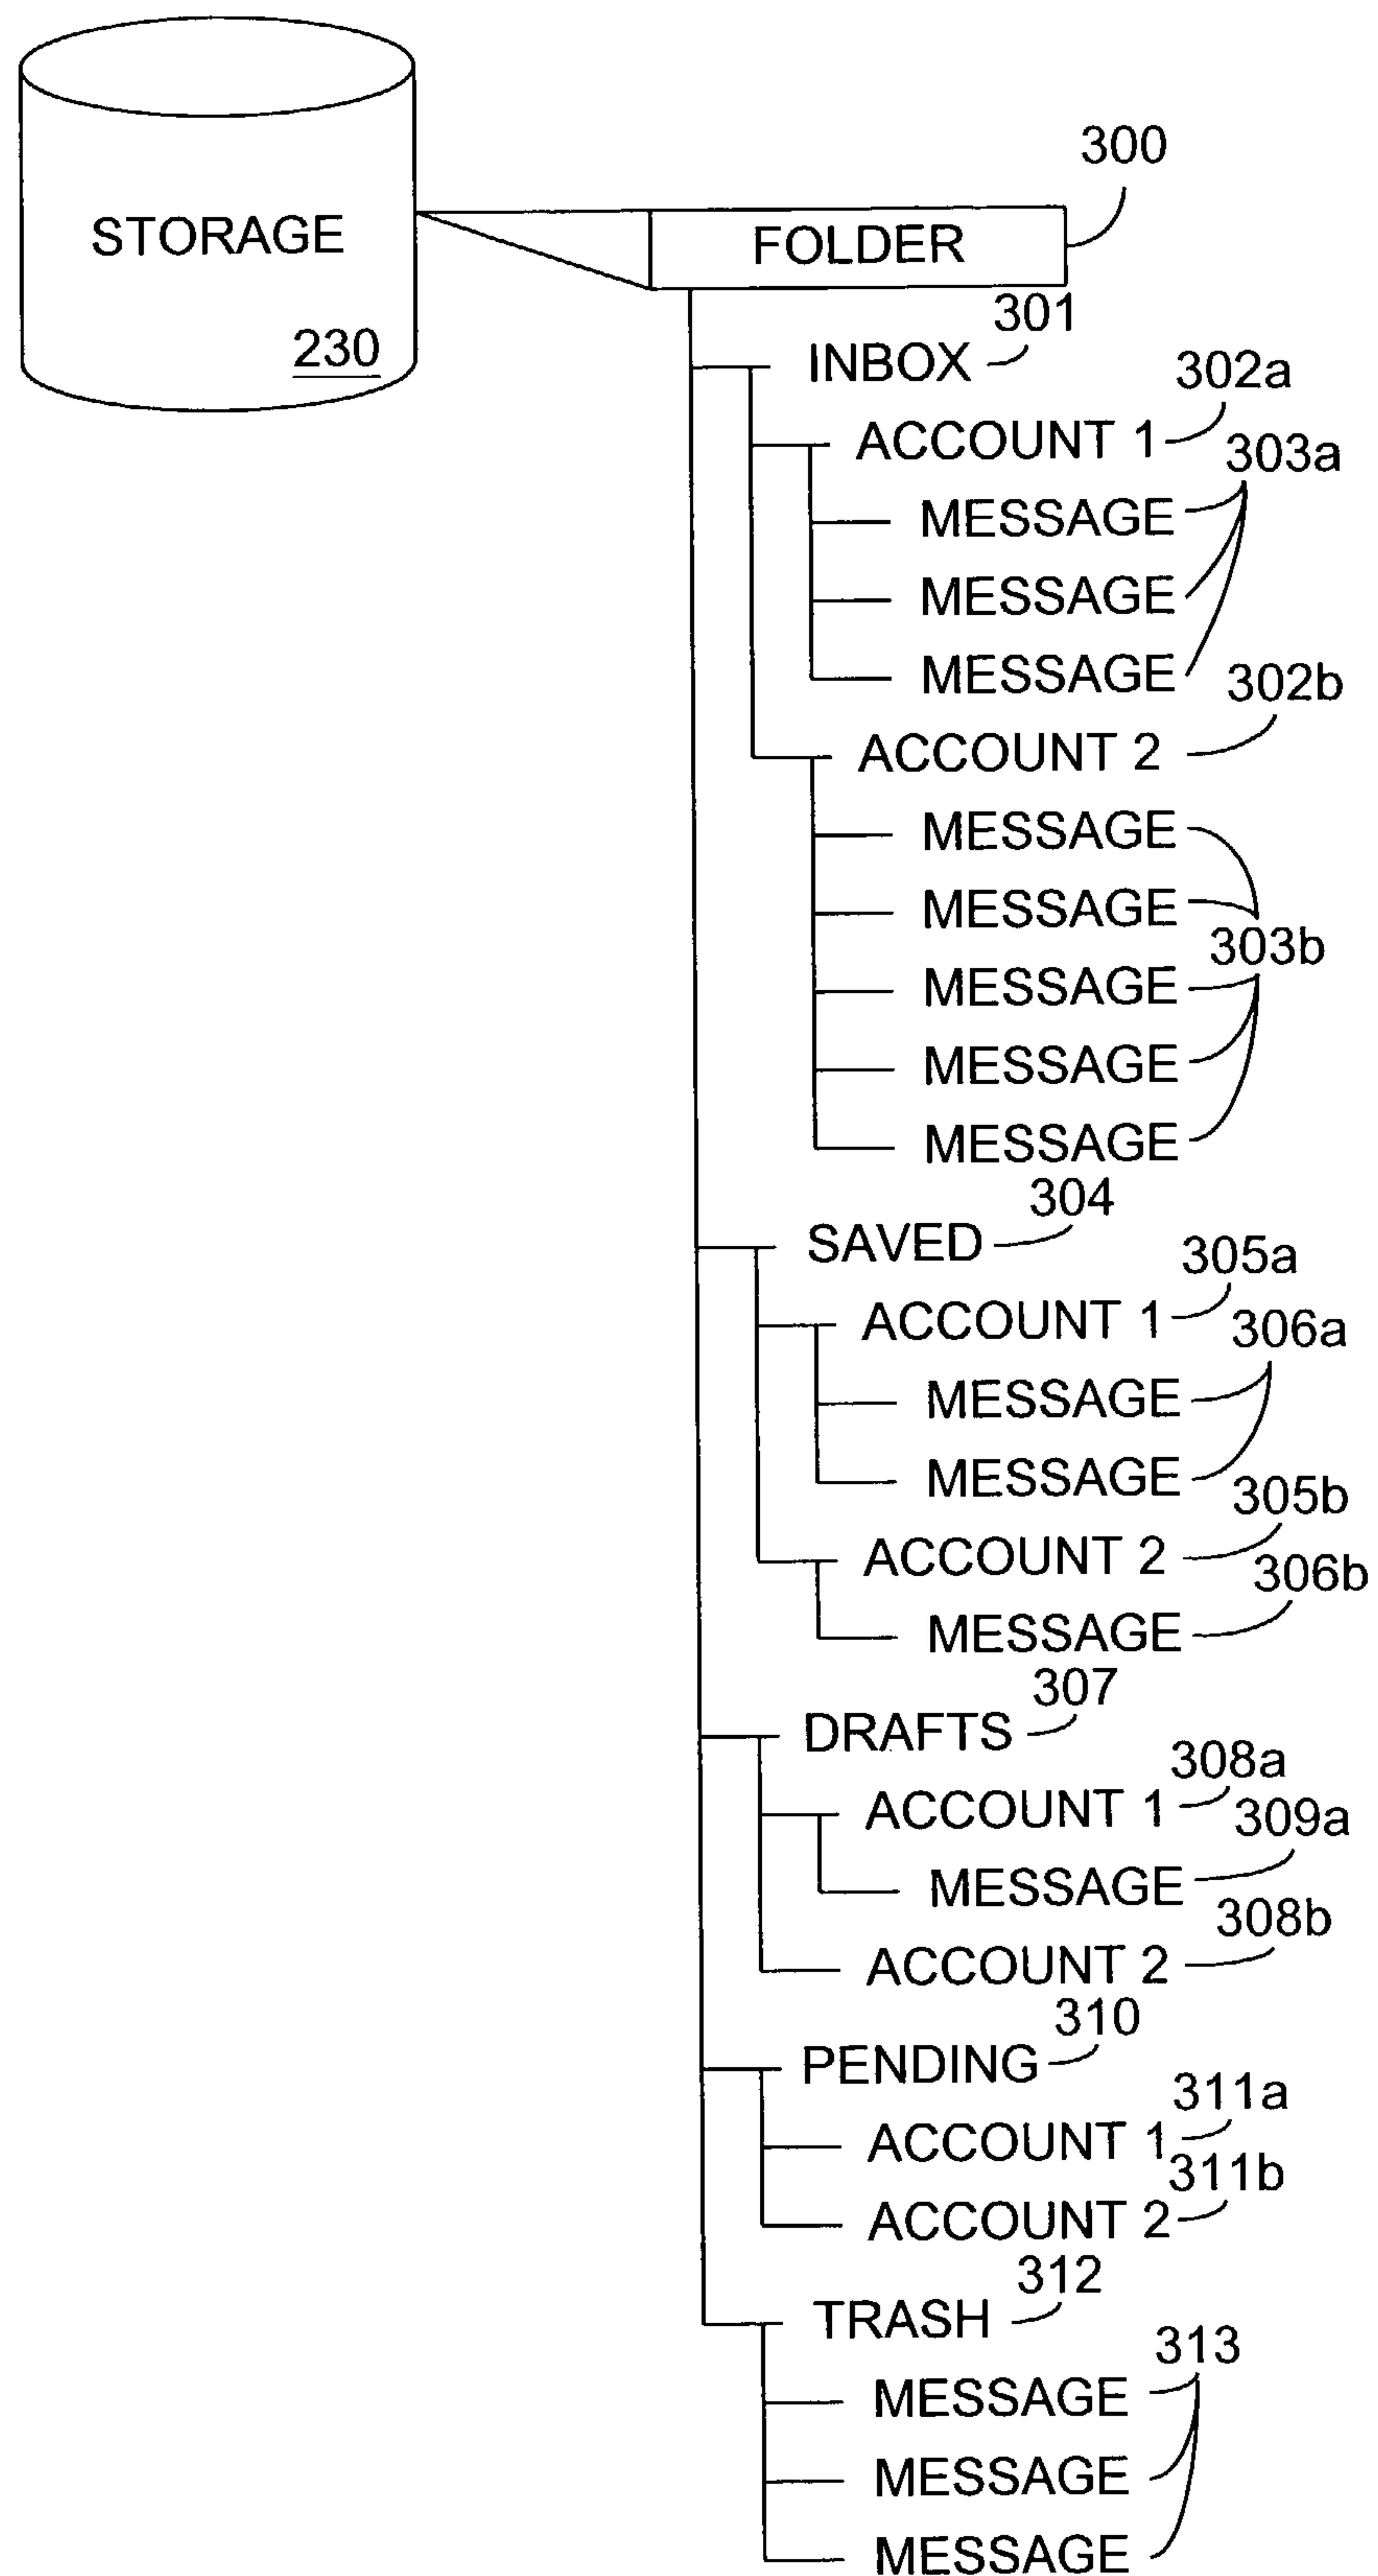 300
STORAGE
FOLDER
230
301
INBOX
302a
ACCOUNT 1
303a
MESSAGE
MESSAGE
MESSAGE
302b
ACCOUNT 2
MESSAGE
MESSAGE
303b
MESSAGE
MESSAGE
MESSAGE
304
SAVED
305a
ACCOUNT 1
306a
MESSAGE
MESSAGE
305b
ACCOUNT 2
306b
MESSAGE
307
DRAFTS
308a
ACCOUNT 1
309a
MESSAGE
308b
ACCOUNT 2
310
PENDING
311a
ACCOUNT 1
311b
ACCOUNT 2
312
TRASH
313
MESSAGE
MESSAGE
MESSAGE